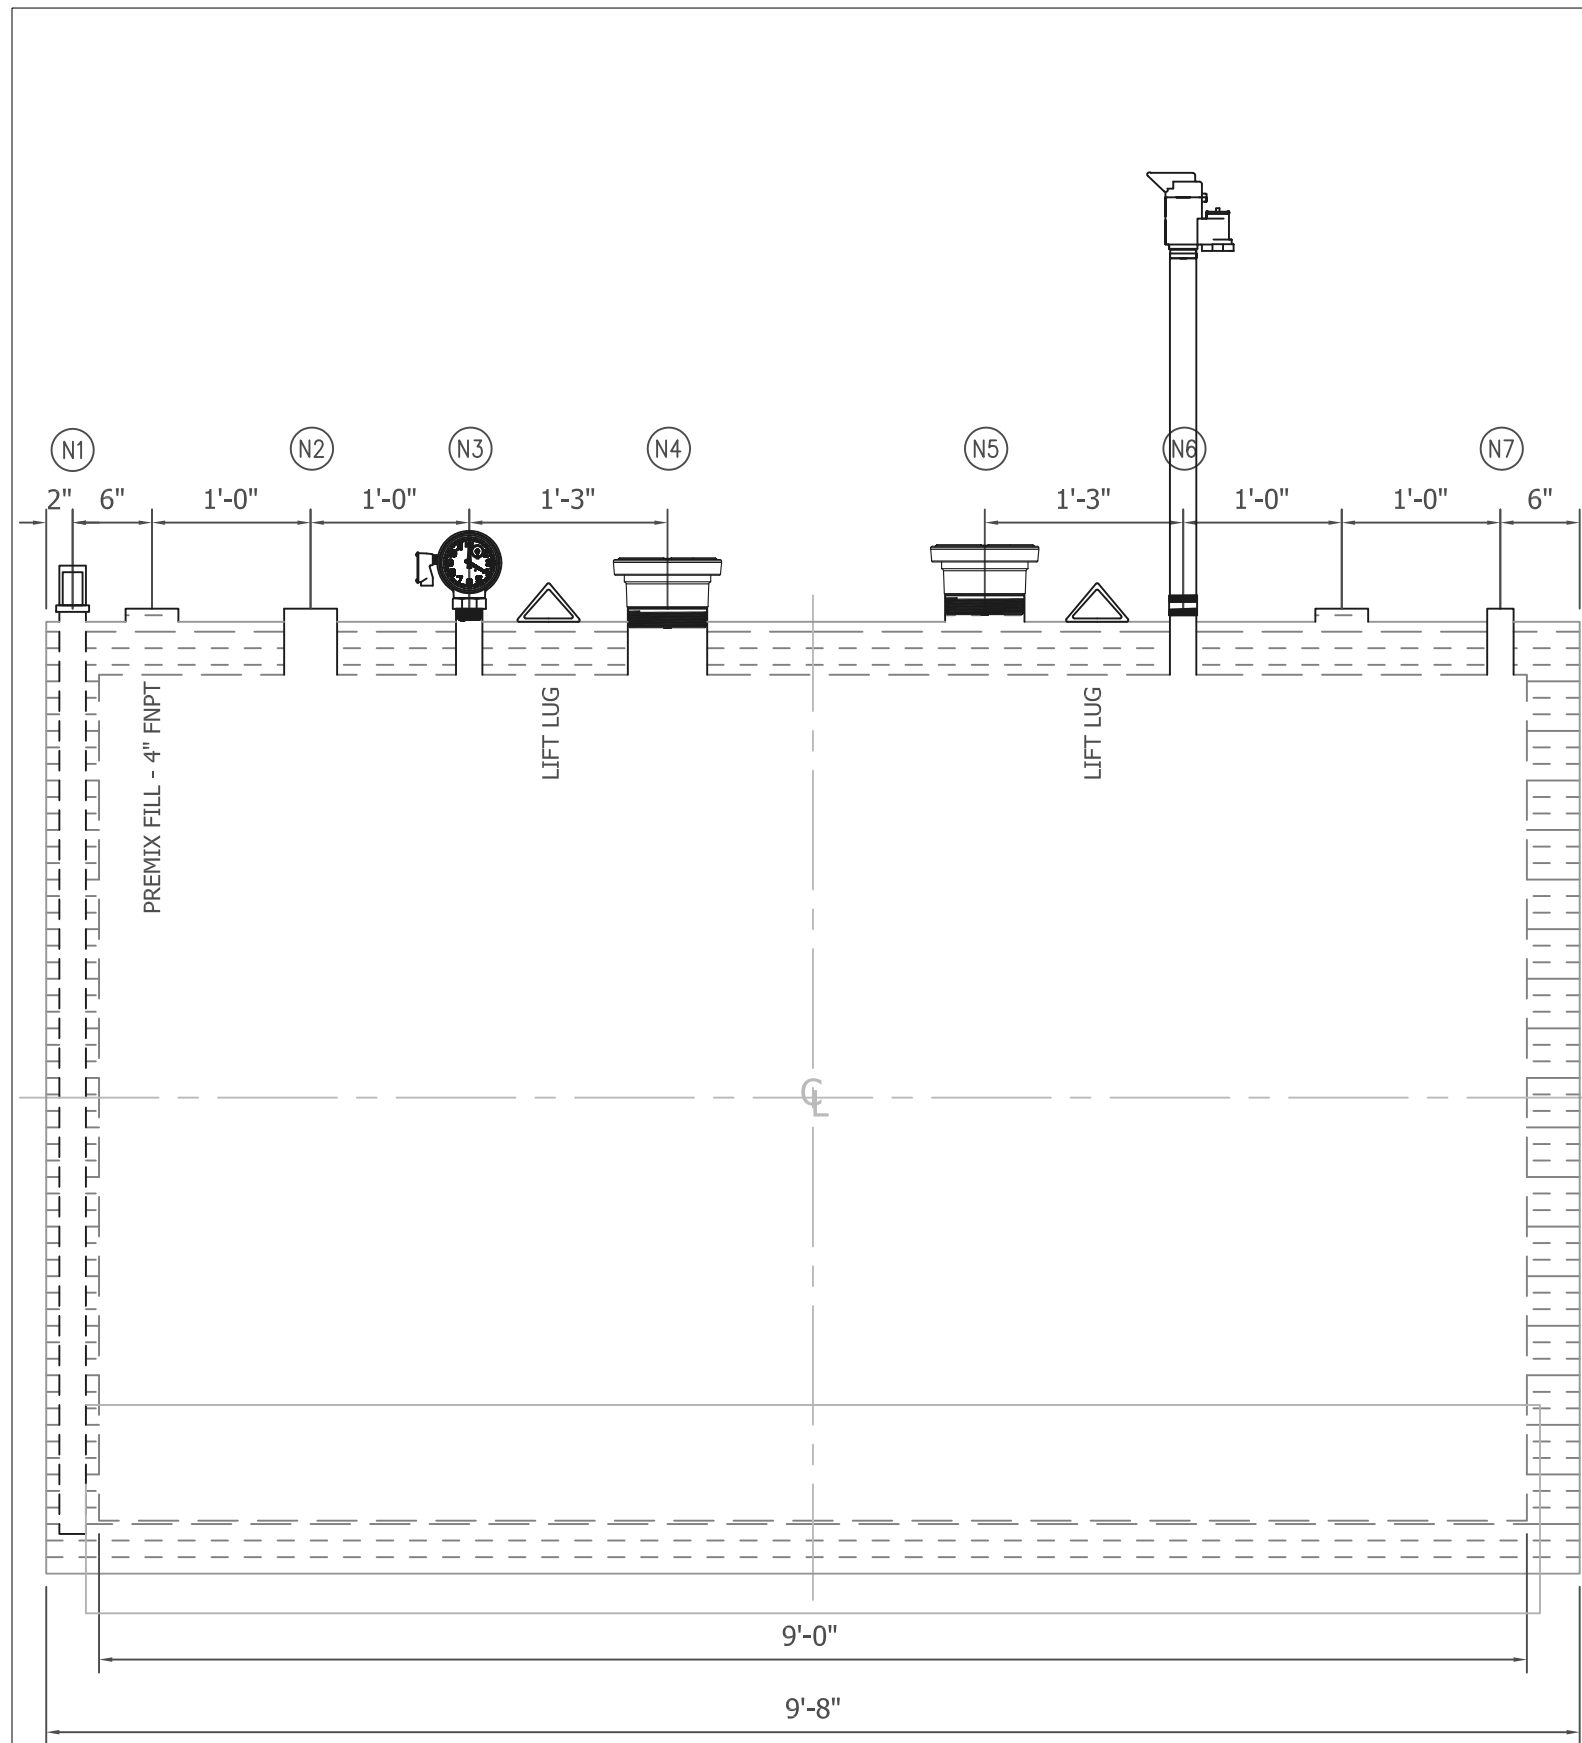 N1
N2
N3
N4
N5
N6
N7
2"
6"
1'-0"
1'-0"
1'-3"
1'-3"
1'-0"
1'-0"
6"
PREMIX FILL - 4" FNPT
LIFT LUG
LIFT LUG
CL
9'-0"
9'-8"